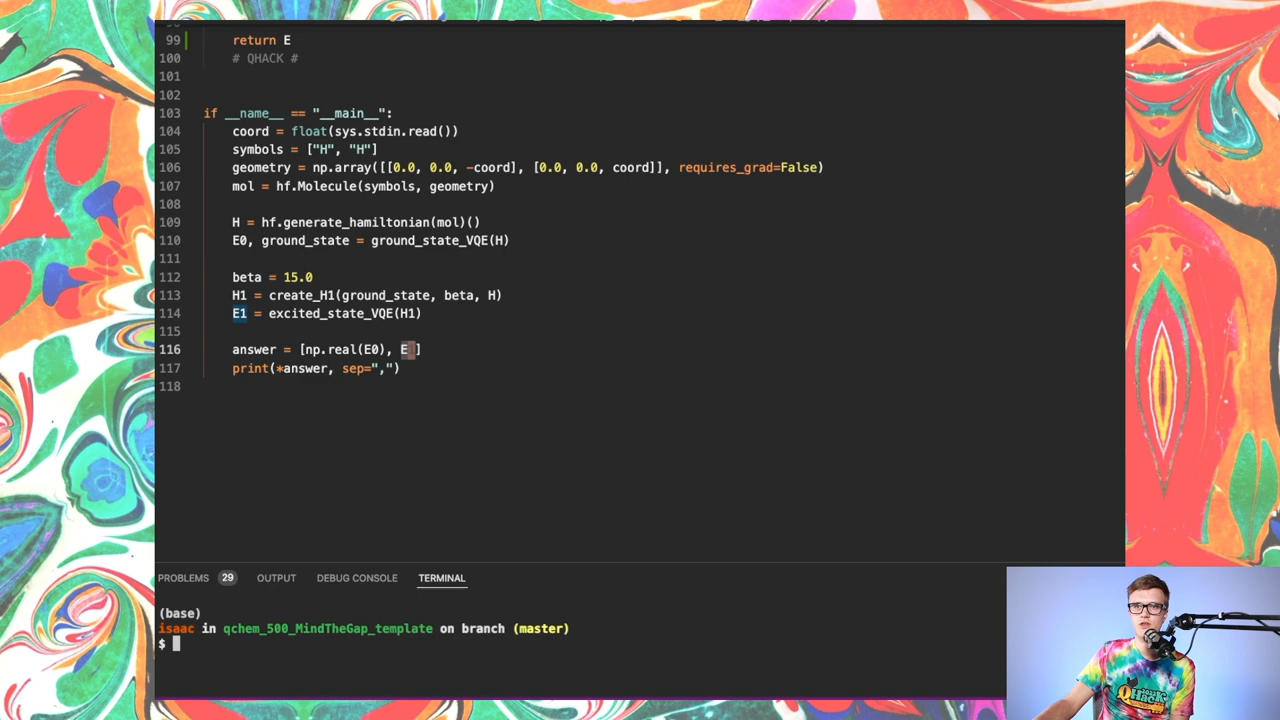 99 return E
100 # QHACK #
101
102
103 if __name__ == "__main__":
104 coord = float(sys.stdin.read())
105 symbols = ["H", "H"]
106 geometry = np.array([[0.0, 0.0, -coord], [0.0, 0.0, coord]], requires_grad=False)
107 mol = hf.Molecule(symbols, geometry)
108
109 H = hf.generate_hamiltonian(mol)()
110 E0, ground_state = ground_state_VQE(H)
111
112 beta = 15.0
113 H1 = create_H1(ground_state, beta, H)
114 E1 = excited_state_VQE(H1)
115
116 answer = [np.real(E0), E ]
117 print(*answer, sep=",")
118
PROBLEMS 29 OUTPUT DEBUG CONSOLE TERMINAL
(base)
isaac in qchem_500_MindTheGap_template on branch (master)
$
QHack